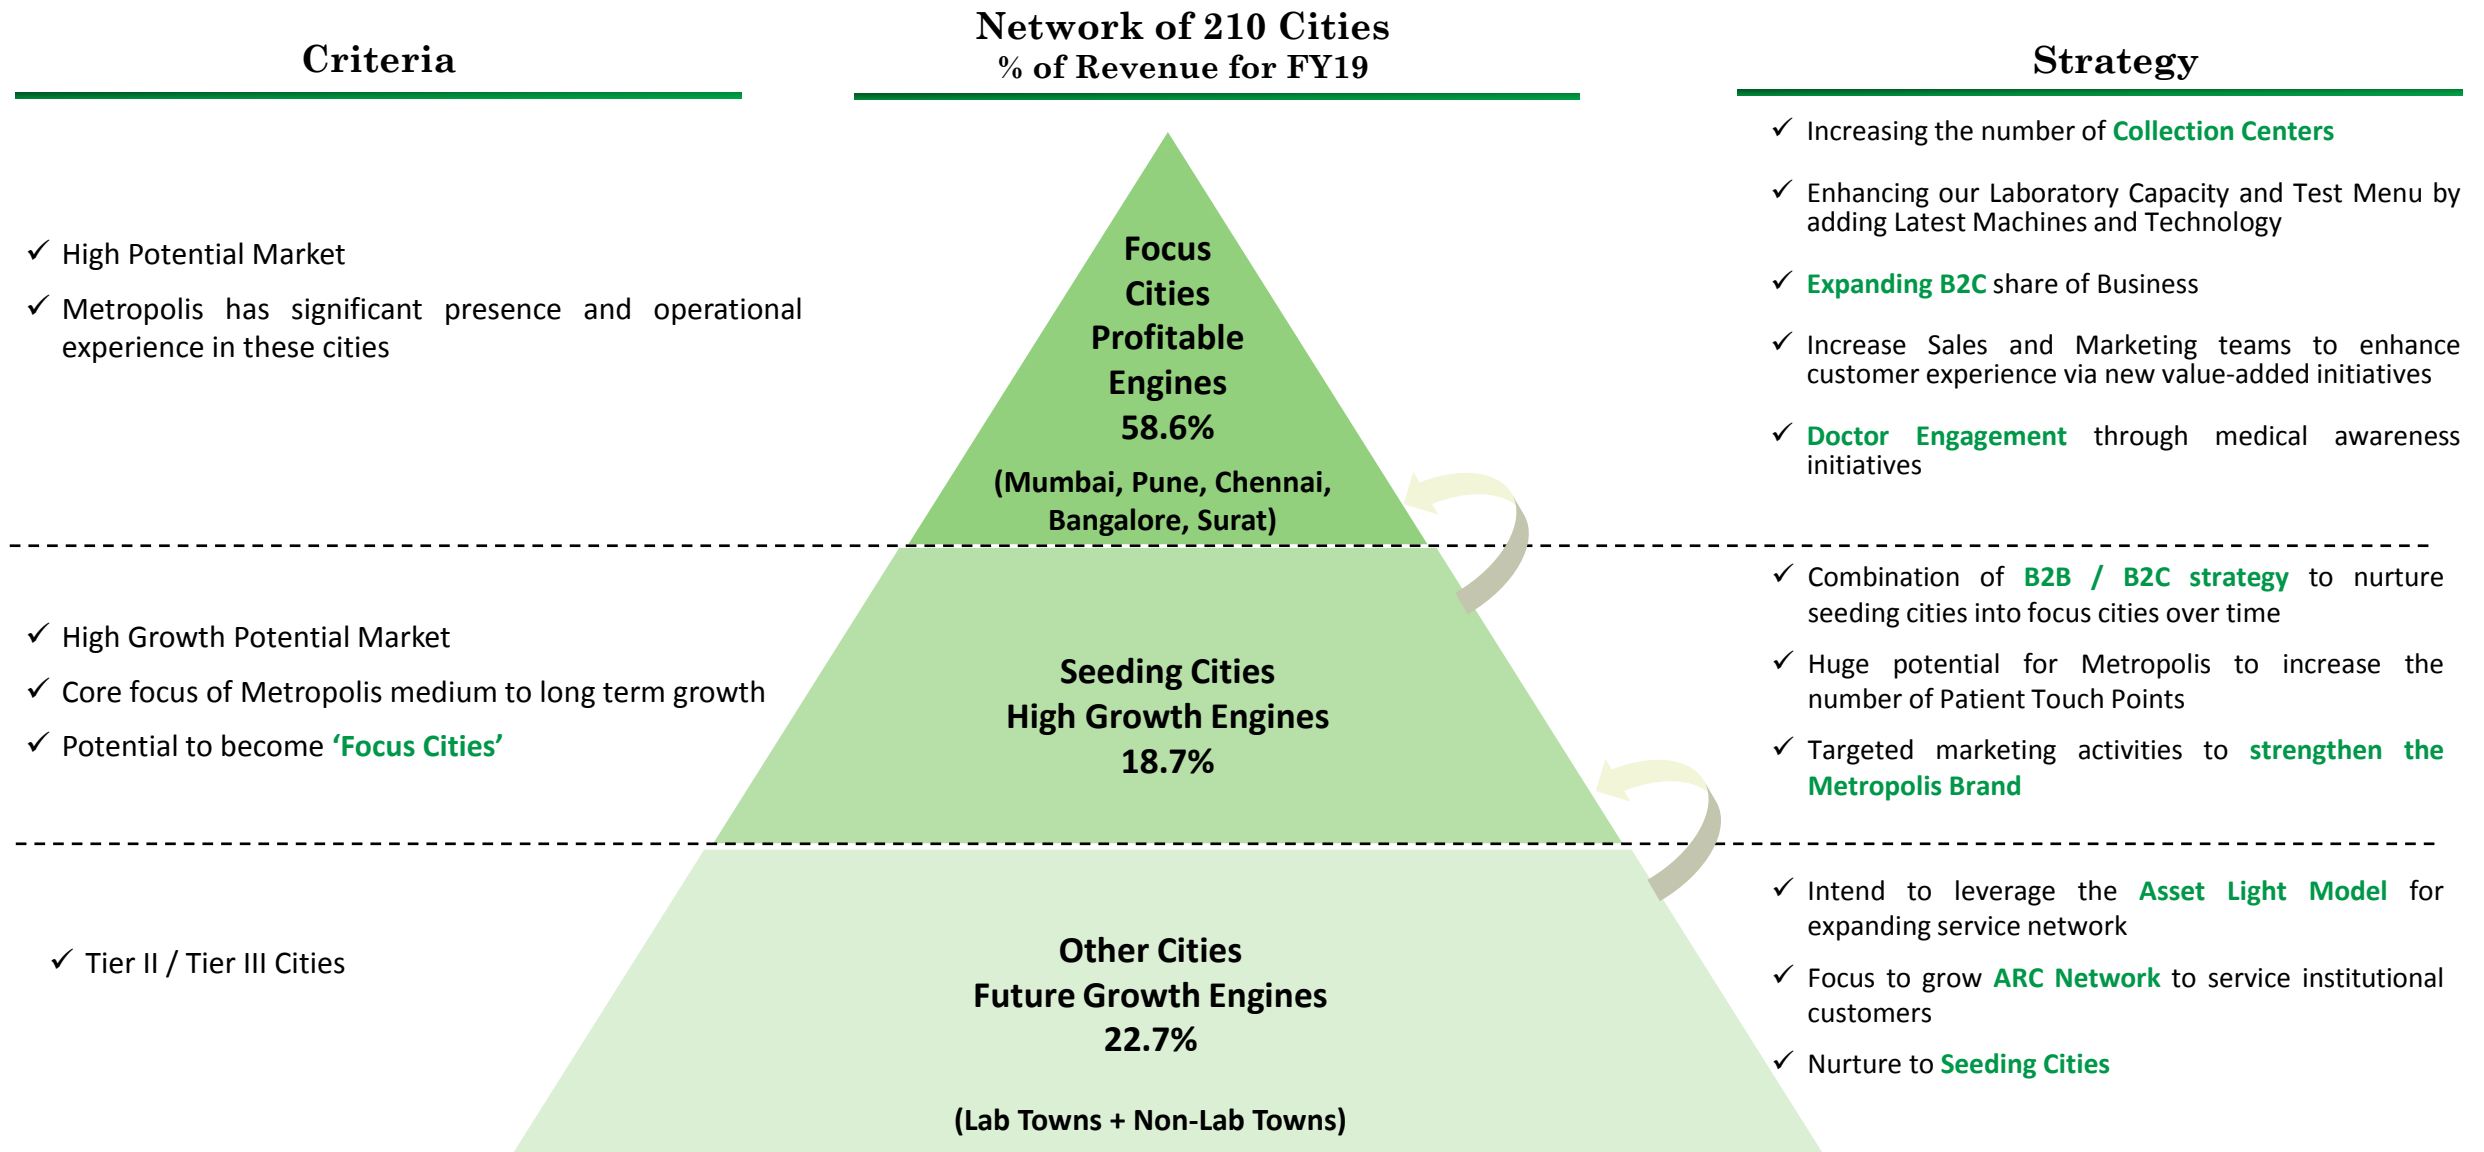 Criteria
Network of 210 Cities
% of Revenue for FY19
Strategy
✓ High Potential Market
✓ Metropolis has significant presence and operational
experience in these cities
Focus
Cities
Profitable
Engines
58.6%
(Mumbai, Pune, Chennai,
Bangalore, Surat)
✓ Increasing the number of Collection Centers
✓ Enhancing our Laboratory Capacity and Test Menu by
adding Latest Machines and Technology
✓ Expanding B2C share of Business
✓ Increase Sales and Marketing teams to enhance
customer experience via new value-added initiatives
✓ Doctor Engagement through medical awareness
initiatives
✓ High Growth Potential Market
✓ Core focus of Metropolis medium to long term growth
✓ Potential to become ‘Focus Cities’
Seeding Cities
High Growth Engines
18.7%
✓ Combination of B2B / B2C strategy to nurture
seeding cities into focus cities over time
✓ Huge potential for Metropolis to increase the
number of Patient Touch Points
✓ Targeted marketing activities to strengthen the
Metropolis Brand
✓ Tier II / Tier III Cities
Other Cities
Future Growth Engines
22.7%
(Lab Towns + Non-Lab Towns)
✓ Intend to leverage the Asset Light Model for
expanding service network
✓ Focus to grow ARC Network to service institutional
customers
✓ Nurture to Seeding Cities